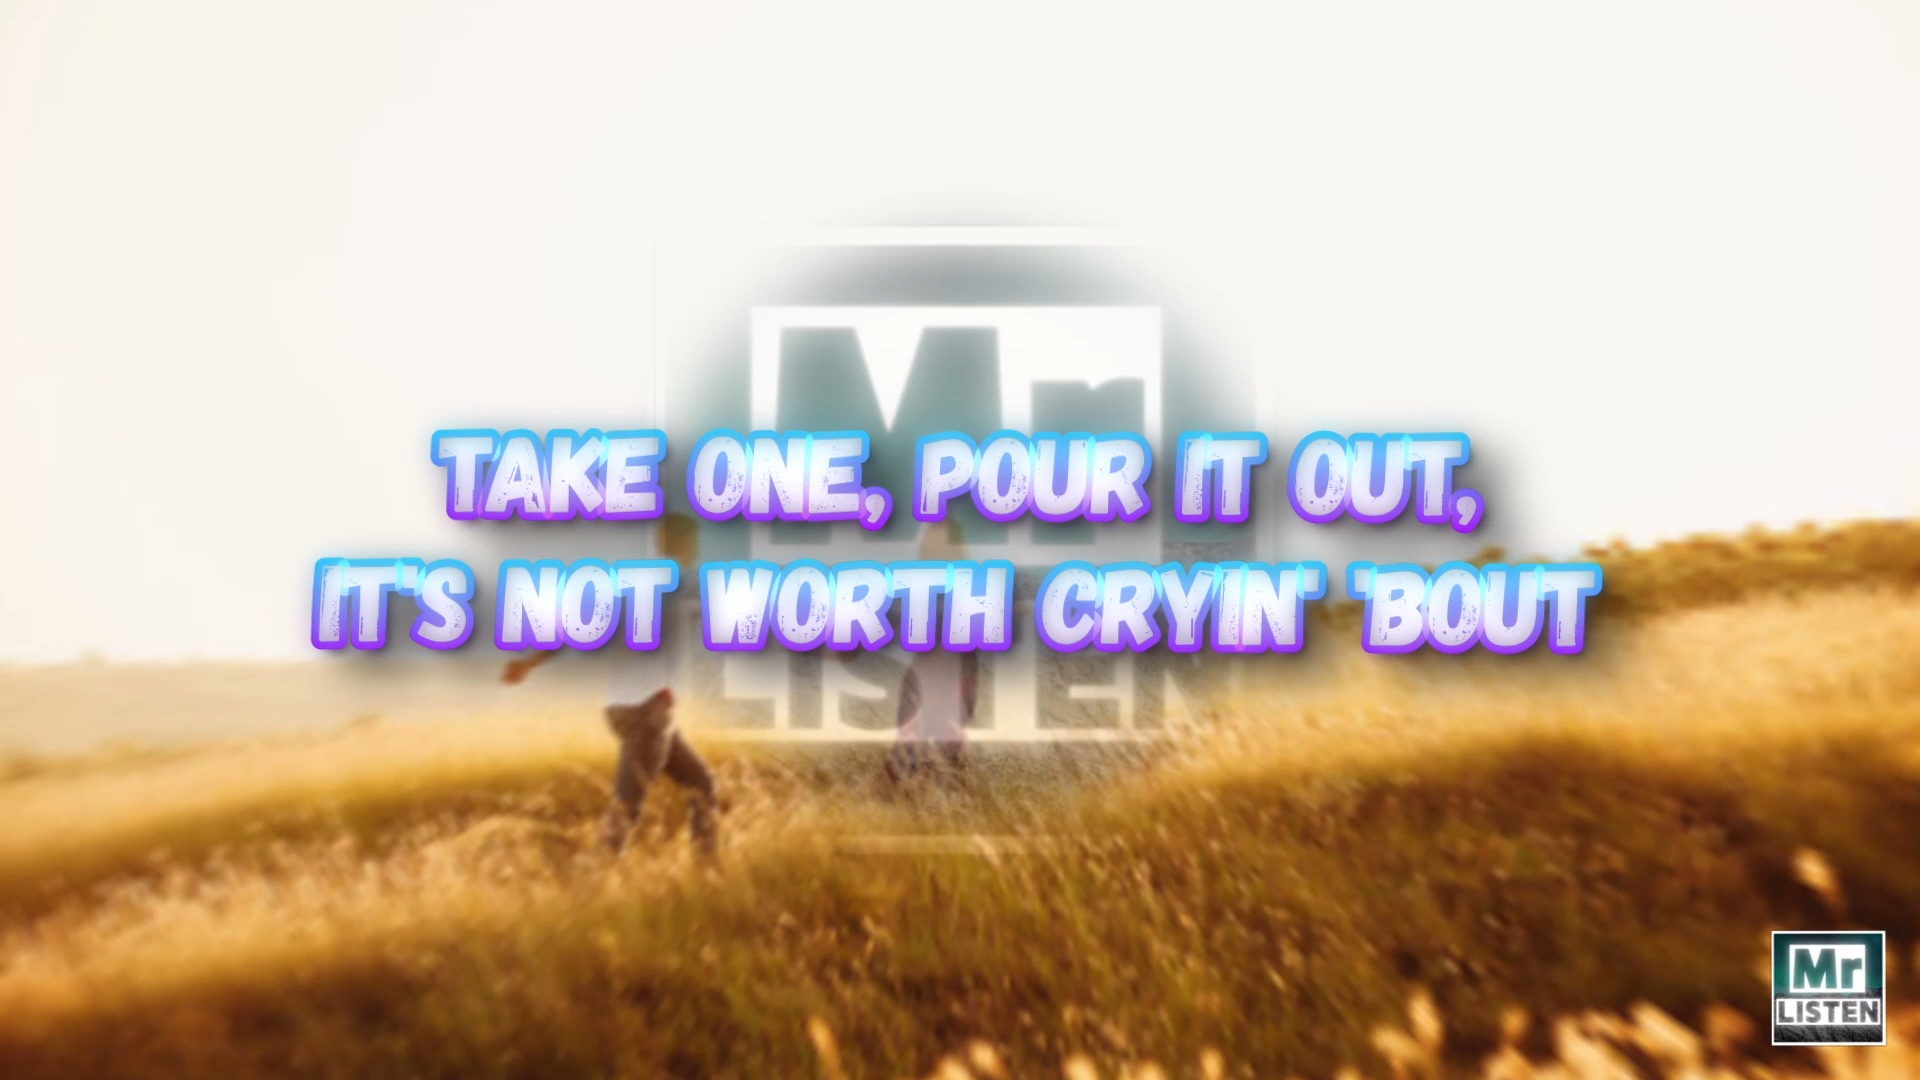 Mr
TAKE ONE, POUR IT OUT,
IT'S NOT WORTH CRYIN' 'BOUT
LISTEN
Mr
LISTEN